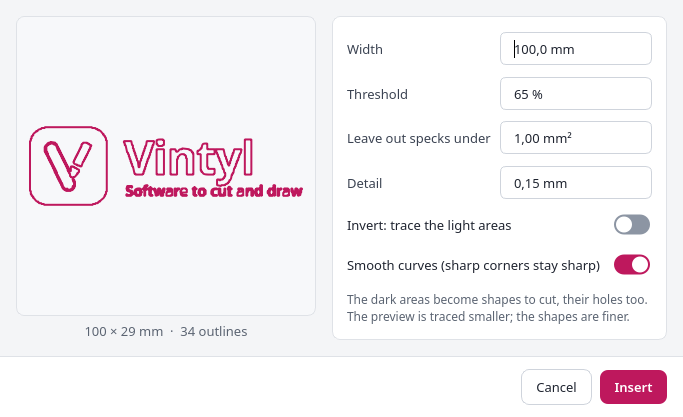 Vintyl
Software to cut and draw
100 × 29 mm · 34 outlines
Width
100,0 mm
Threshold
65 %
Leave out specks under
1,00 mm²
Detail
0,15 mm
Invert: trace the light areas
Smooth curves (sharp corners stay sharp)
The dark areas become shapes to cut, their holes too.
The preview is traced smaller; the shapes are finer.
Cancel
Insert